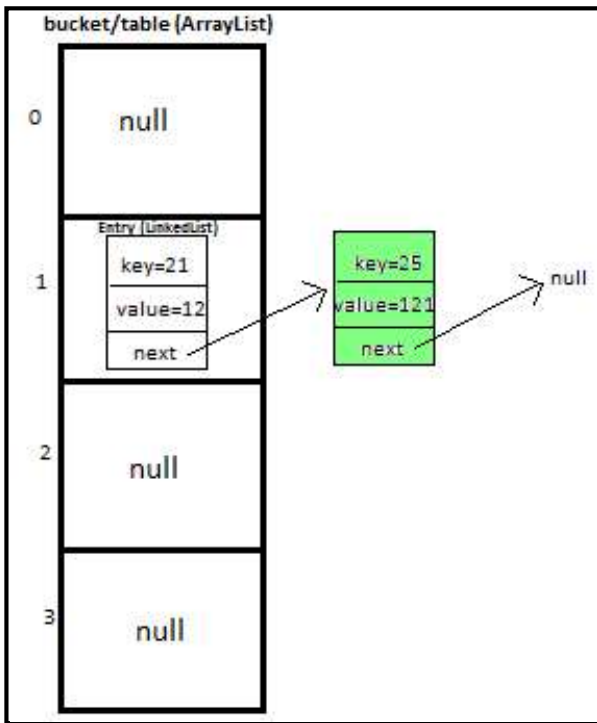 bucket/table (ArrayList)
0
null
Entry (LinkedList)
1
key=21
value=12
next
key=25
value=121
next
null
2
null
3
null